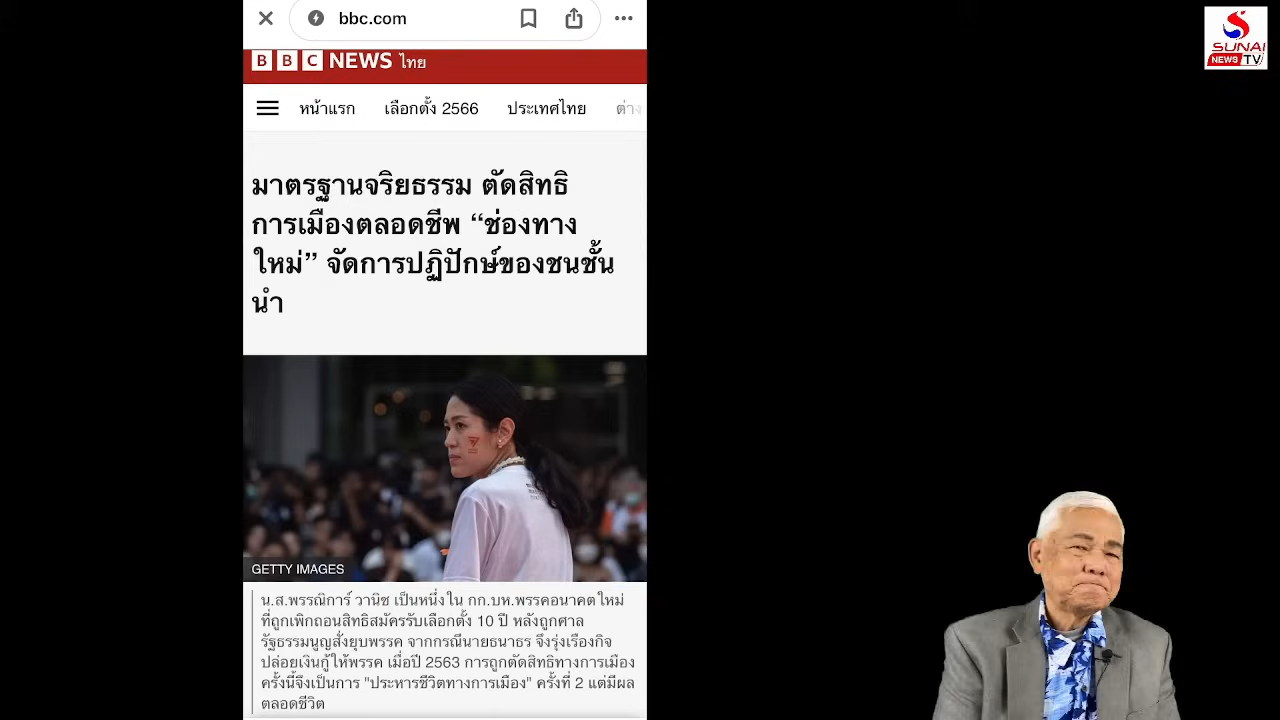 bbc.com
BBC NEWS ไทย
หน้าแรก เลือกตั้ง 2566 ประเทศไทย ต่าง
มาตรฐานจริยธรรม ตัดสิทธิ
การเมืองตลอดชีพ “ช่องทาง
ใหม่” จัดการปฏิปักษ์ของชนชั้น
นำ
GETTY IMAGES
น.ส.พรรณิการ์ วานิช เป็นหนึ่งใน กก.บห.พรรคอนาคตใหม่
ที่ถูกเพิกถอนสิทธิสมัครรับเลือกตั้ง 10 ปี หลังถูกศาล
รัฐธรรมนูญสั่งยุบพรรค จากกรณีนายธนาธร จึงรุ่งเรืองกิจ
ปล่อยเงินกู้ให้พรรค เมื่อปี 2563 การถูกตัดสิทธิทางการเมือง
ครั้งนี้จึงเป็นการ "ประหารชีวิตทางการเมือง" ครั้งที่ 2 แต่มีผล
ตลอดชีวิต
SUNAI
NEWS TV